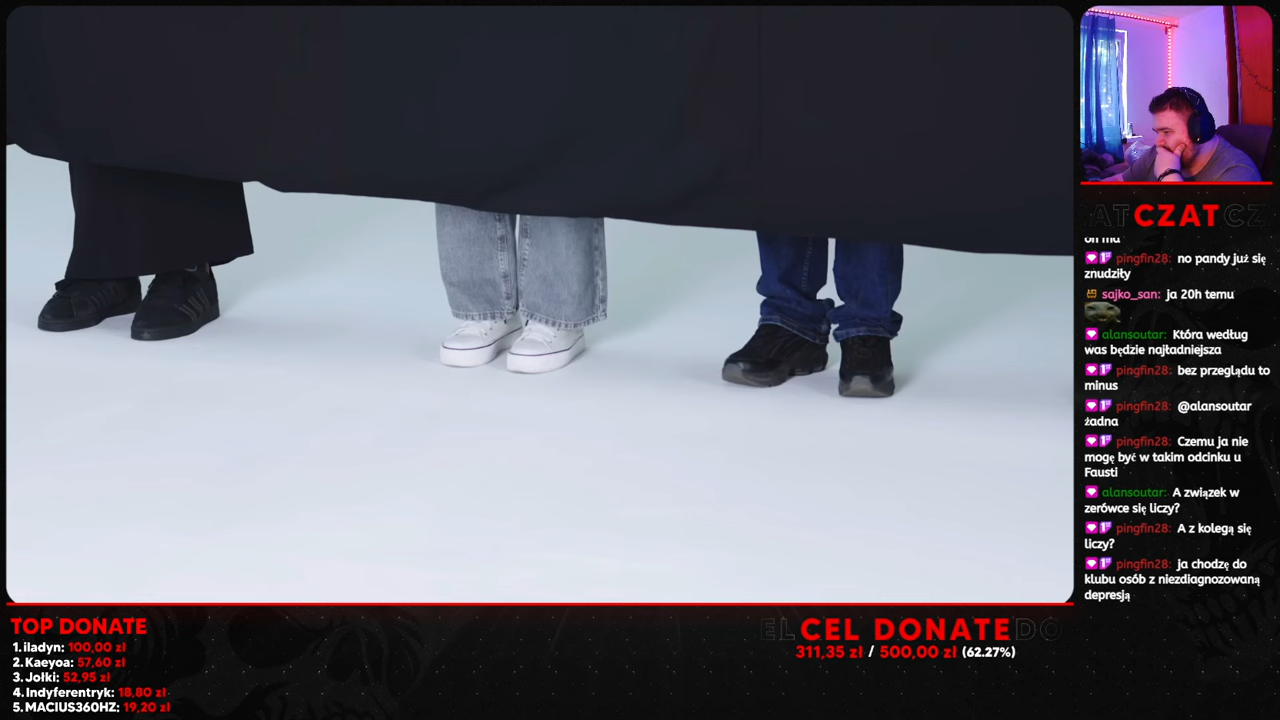 CZAT
oh ma
pingfin28: no pandy już się
znudziły
sajko_san: ja 20h temu
alansoutar: Która według
was będzie najładniejsza
pingfin28: bez przeglądu to
minus
pingfin28: @alansoutar
żadna
pingfin28: Czemu ja nie
mogę być w takim odcinku u
Fausti
alansoutar: A związek w
zerówce się liczy?
pingfin28: A z kolegą się
liczy?
pingfin28: ja chodzę do
klubu osób z niezdiagnozowaną
depresją
TOP DONATE
1. iladyn: 100,00 zł
2. Kaeyoa: 57,60 zł
3. Jołki: 52,95 zł
4. Indyferentryk: 18,80 zł
5. MACIUS360HZ: 19,20 zł
EL CEL DONATE DO
311,35 zł / 500,00 zł (62.27%)